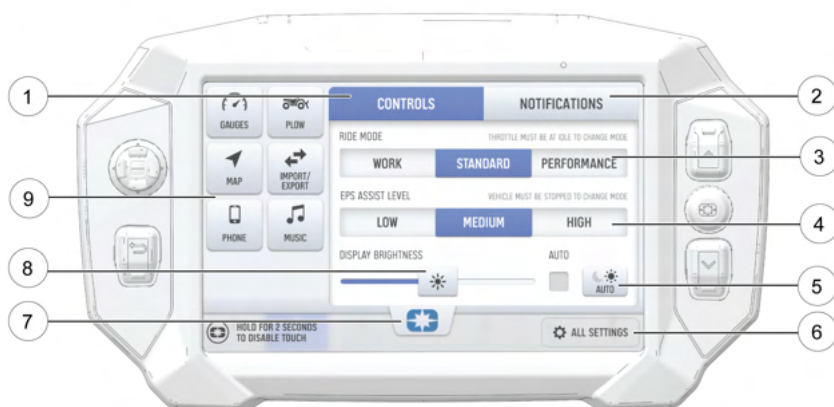 CONTROLS
NOTIFICATIONS
GAUGES
PLOW
RIDE MODE
THROTTLE MUST BE AT IDLE TO CHANGE MODE
WORK
STANDARD
PERFORMANCE
MAP
IMPORT/
EXPORT
EPS ASSIST LEVEL
VEHICLE MUST BE STOPPED TO CHANGE MODE
LOW
MEDIUM
HIGH
PHONE
MUSIC
DISPLAY BRIGHTNESS
AUTO
AUTO
HOLD FOR 2 SECONDS
TO DISABLE TOUCH
ALL SETTINGS
1
2
3
4
5
6
7
8
9